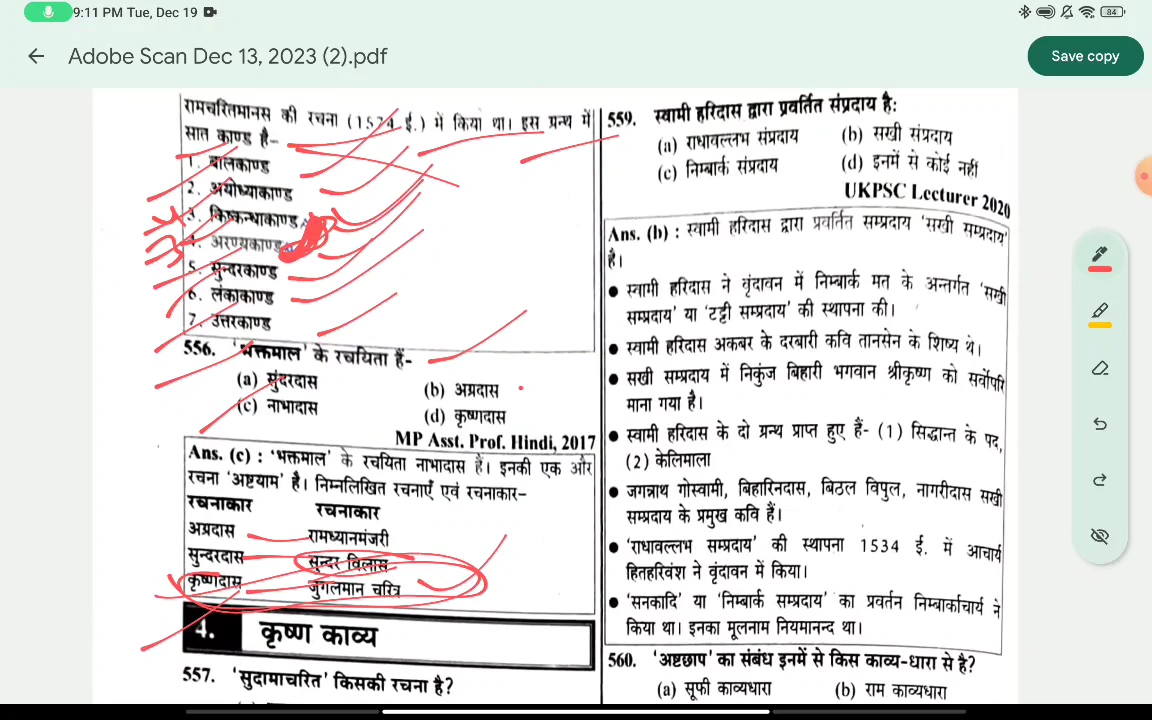 9:11 PM Tue, Dec 19
84
Adobe Scan Dec 13, 2023 (2).pdf
Save copy
रामचरितमानस की रचना (1574 ई.) में किया था। इस ग्रन्थ में
सात काण्ड है-
1. बालकाण्ड
2. अयोध्याकाण्ड
3. किष्कन्धाकाण्ड
4. अरण्यकाण्ड
5. सुन्दरकाण्ड
6. लंकाकाण्ड
7. उत्तरकाण्ड
556. 'भक्तमाल' के रचयिता हैं-
(a) सुंदरदास
(b) अग्रदास
(c) नाभादास
(d) कृष्णदास
MP Asst. Prof. Hindi, 2017
Ans. (c) : 'भक्तमाल' के रचयिता नाभादास हैं। इनकी एक और
रचना 'अष्टयाम' है। निम्नलिखित रचनाएँ एवं रचनाकार-
रचनाकार रचनाकार
अग्रदास रामध्यानमंजरी
सुन्दरदास सुन्दर विलास
कृष्णदास जुगलमान चरित्र
4. कृष्ण काव्य
557. 'सुदामाचरित' किसकी रचना है?
559. स्वामी हरिदास द्वारा प्रवर्तित संप्रदाय है:
(a) राधावल्लभ संप्रदाय (b) सखी संप्रदाय
(c) निम्बार्क संप्रदाय (d) इनमें से कोई नहीं
UKPSC Lecturer 2020
Ans. (b) : स्वामी हरिदास द्वारा प्रवर्तित सम्प्रदाय 'सखी सम्प्रदाय'
है।
● स्वामी हरिदास ने वृंदावन में निम्बार्क मत के अन्तर्गत 'सखी
सम्प्रदाय' या 'टट्टी सम्प्रदाय' की स्थापना की।
● स्वामी हरिदास अकबर के दरबारी कवि तानसेन के शिष्य थे।
● सखी सम्प्रदाय में निकुंज बिहारी भगवान श्रीकृष्ण को सर्वोपरि
माना गया है।
● स्वामी हरिदास के दो ग्रन्थ प्राप्त हुए हैं- (1) सिद्धान्त के पद,
(2) केलिमाला
● जगन्नाथ गोस्वामी, बिहारिनदास, बिठल विपुल, नागरीदास सखी
सम्प्रदाय के प्रमुख कवि हैं।
● 'राधावल्लभ सम्प्रदाय' की स्थापना 1534 ई. में आचार्य
हितहरिवंश ने वृंदावन में किया।
● 'सनकादि' या 'निम्बार्क सम्प्रदाय' का प्रवर्तन निम्बार्काचार्य ने
किया था। इनका मूलनाम नियमानन्द था।
560. 'अष्टछाप' का संबंध इनमें से किस काव्य-धारा से है?
(a) सूफी काव्यधारा (b) राम काव्यधारा